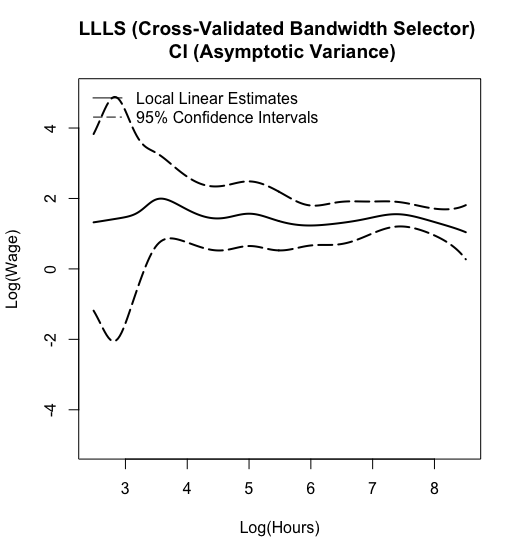 LLLS (Cross-Validated Bandwidth Selector)
CI (Asymptotic Variance)
Local Linear Estimates
95% Confidence Intervals
4
2
0
-2
-4
Log(Wage)
3 4 5 6 7 8
Log(Hours)